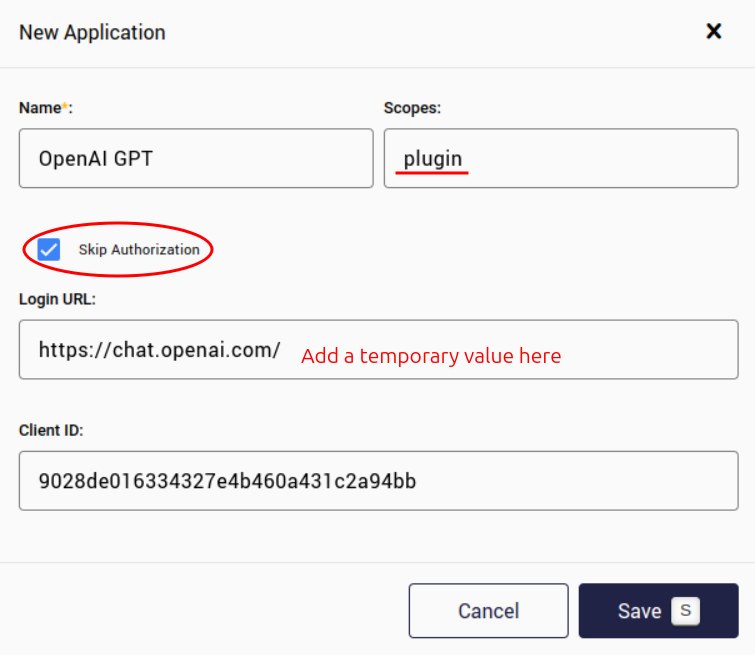 New Application
Name*:
Scopes:
OpenAI GPT
plugin
Skip Authorization
Login URL:
https://chat.openai.com/
Add a temporary value here
Client ID:
9028de016334327e4b460a431c2a94bb
Cancel
Save S